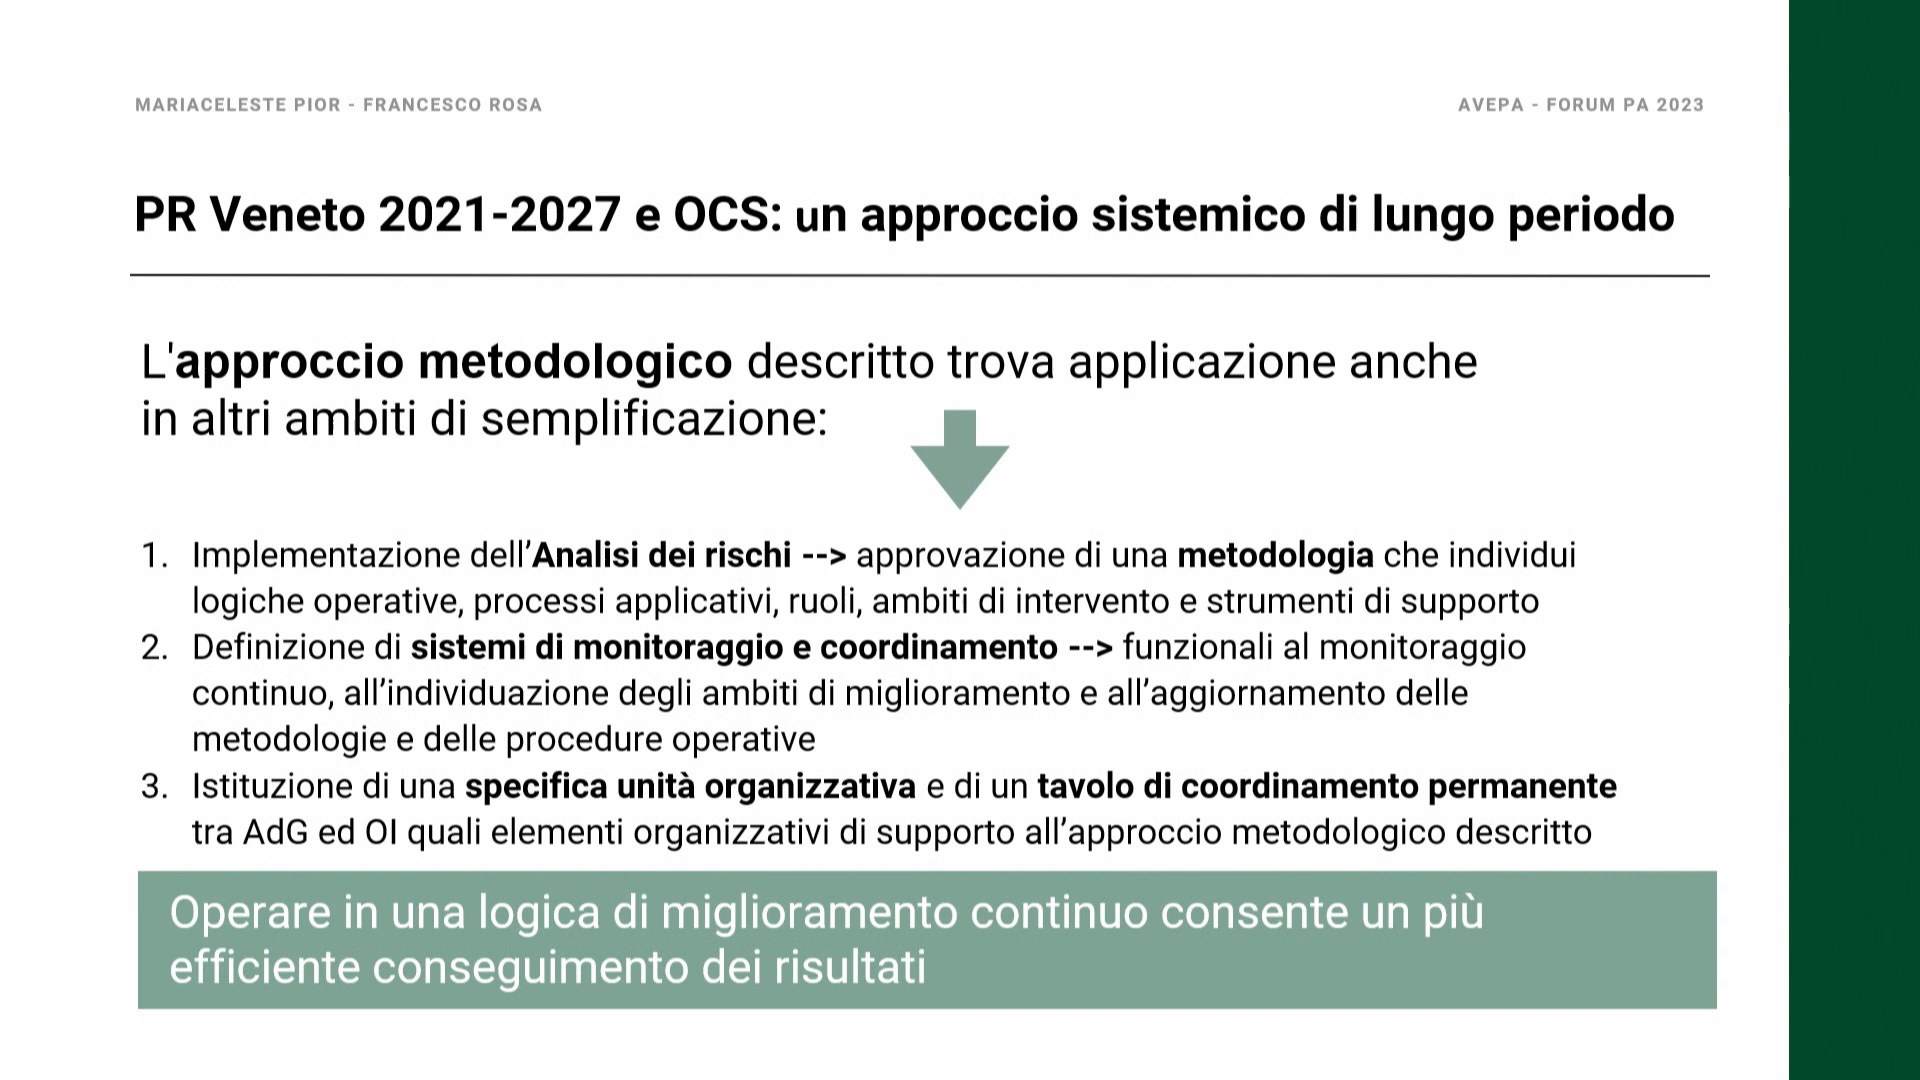 MARIACELESTE PIOR - FRANCESCO ROSA
AVEPA - FORUM PA 2023
PR Veneto 2021-2027 e OCS: un approccio sistemico di lungo periodo
L'approccio metodologico descritto trova applicazione anche
in altri ambiti di semplificazione:
1. Implementazione dell’Analisi dei rischi --> approvazione di una metodologia che individui
logiche operative, processi applicativi, ruoli, ambiti di intervento e strumenti di supporto
2. Definizione di sistemi di monitoraggio e coordinamento --> funzionali al monitoraggio
continuo, all’individuazione degli ambiti di miglioramento e all’aggiornamento delle
metodologie e delle procedure operative
3. Istituzione di una specifica unità organizzativa e di un tavolo di coordinamento permanente
tra AdG ed OI quali elementi organizzativi di supporto all’approccio metodologico descritto
Operare in una logica di miglioramento continuo consente un più
efficiente conseguimento dei risultati